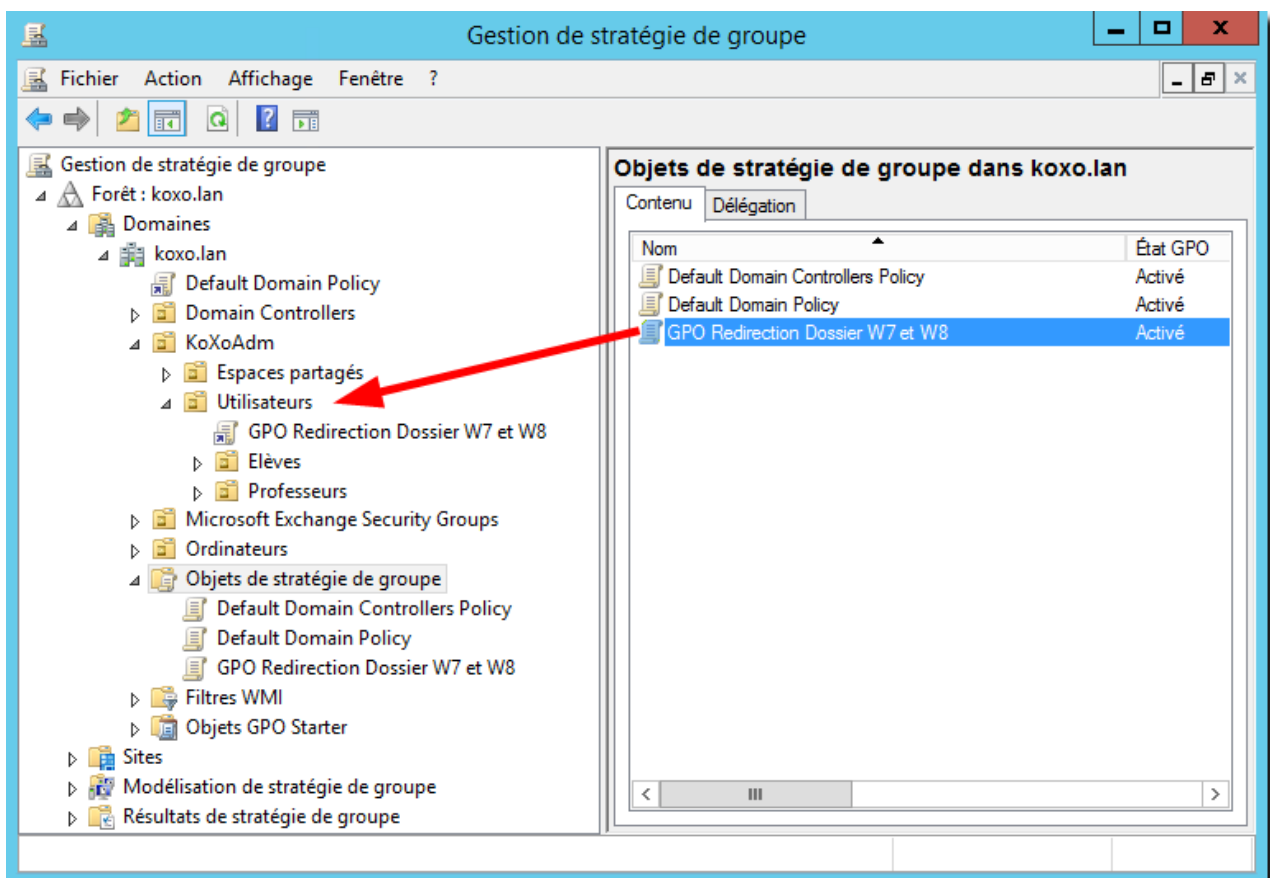 Gestion de stratégie de groupe
Fichier Action Affichage Fenêtre ?
Gestion de stratégie de groupe
Forêt : koxo.lan
Domaines
koxo.lan
Default Domain Policy
Domain Controllers
KoXoAdm
Espaces partagés
Utilisateurs
GPO Redirection Dossier W7 et W8
Elèves
Professeurs
Microsoft Exchange Security Groups
Ordinateurs
Objets de stratégie de groupe
Default Domain Controllers Policy
Default Domain Policy
GPO Redirection Dossier W7 et W8
Filtres WMI
Objets GPO Starter
Sites
Modélisation de stratégie de groupe
Résultats de stratégie de groupe
Objets de stratégie de groupe dans koxo.lan
Contenu Délégation
Nom État GPO
Default Domain Controllers Policy Activé
Default Domain Policy Activé
GPO Redirection Dossier W7 et W8 Activé